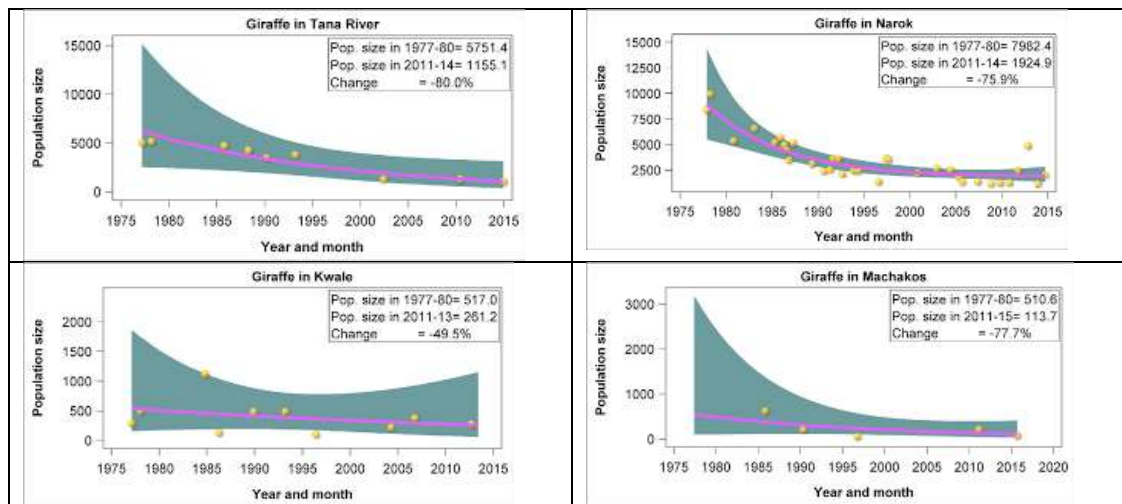 Giraffe in Tana River
Pop. size in 1977-80= 5751.4
Pop. size in 2011-14= 1155.1
Change = -80.0%
15000
10000
5000
0
Population size
1975 1980 1985 1990 1995 2000 2005 2010 2015
Year and month
Giraffe in Narok
Pop. size in 1977-80= 7982.4
Pop. size in 2011-14= 1924.9
Change = -75.9%
15000
12500
10000
7500
5000
2500
Population size
1975 1980 1985 1990 1995 2000 2005 2010 2015
Year and month
Giraffe in Kwale
Pop. size in 1977-80= 517.0
Pop. size in 2011-13= 261.2
Change = -49.5%
2000
1500
1000
500
0
Population size
1975 1980 1985 1990 1995 2000 2005 2010 2015
Year and month
Giraffe in Machakos
Pop. size in 1977-80= 510.6
Pop. size in 2011-15= 113.7
Change = -77.7%
3000
2000
1000
0
Population size
1975 1980 1985 1990 1995 2000 2005 2010 2015 2020
Year and month